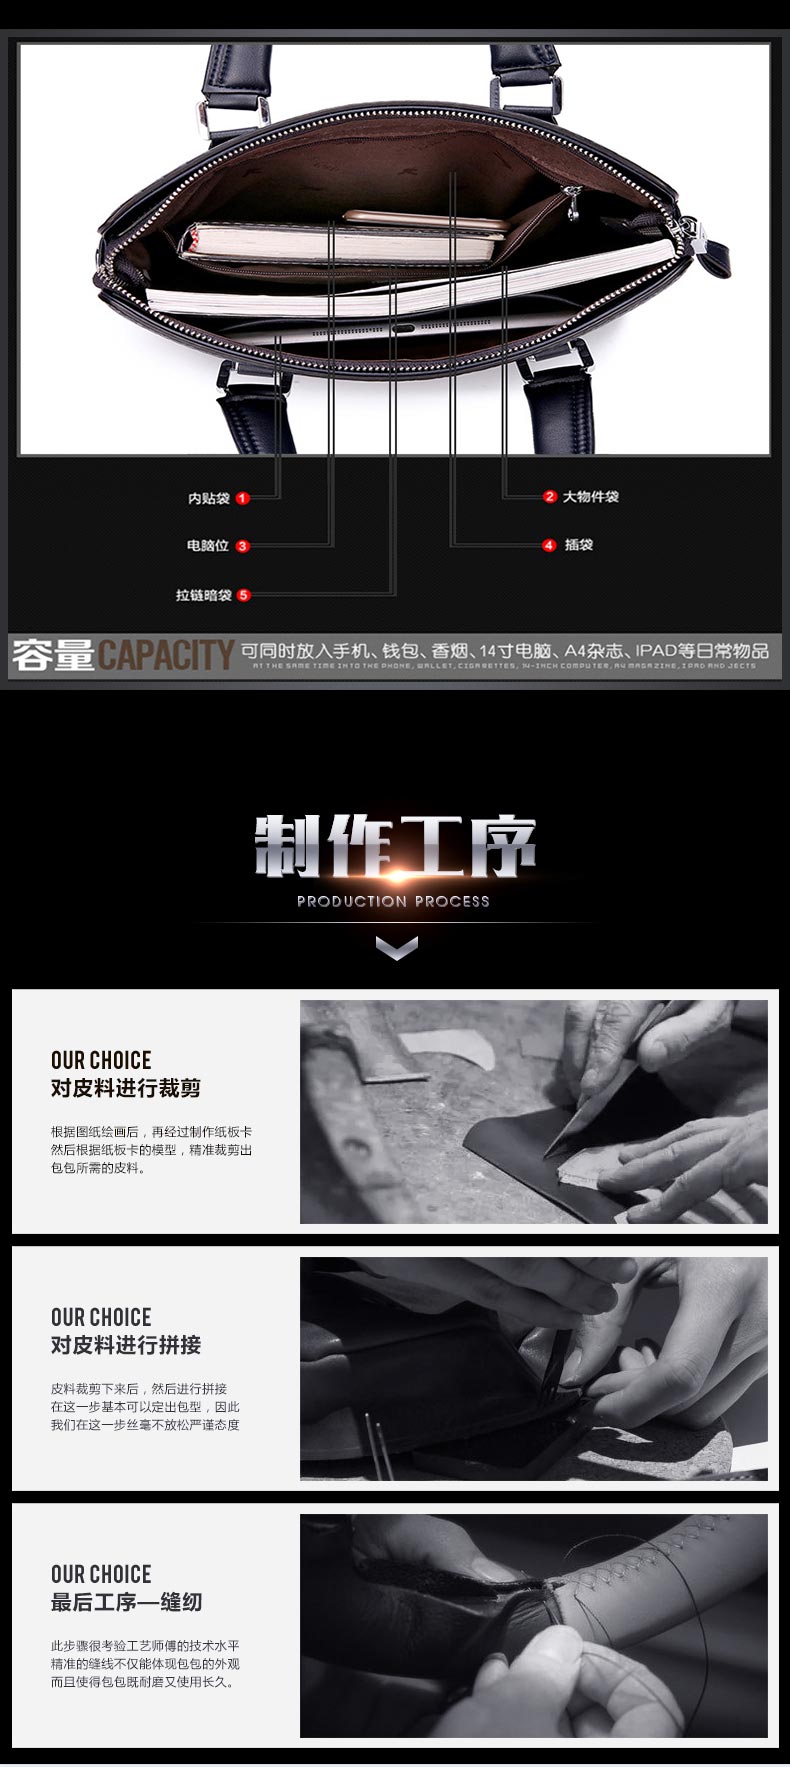 内贴袋 1
2 大物件袋
电脑位 3
4 插袋
拉链暗袋 5
容量 CAPACITY 可同时放入手机、钱包、香烟、14寸电脑、A4杂志、IPAD等日常物品
AT THE SAME TIME INTO THE PHONE, WALLET, CIGARETTES, 14-INCH COMPUTER, A4 MAGAZINE, IPAD AND JECTS
制作工序
PRODUCTION PROCESS
OUR CHOICE
对皮料进行裁剪
根据图纸绘画后，再经过制作纸板卡
然后根据纸板卡的模型，精准裁剪出
包包所需的皮料。
OUR CHOICE
对皮料进行拼接
皮料裁剪下来后，然后进行拼接
在这一步基本可以定出包型，因此
我们在这一步丝毫不放松严谨态度
OUR CHOICE
最后工序—缝纫
此步骤很考验工艺师傅的技术水平
精准的缝线不仅能体现包包的外观
而且使得包包既耐磨又使用长久。